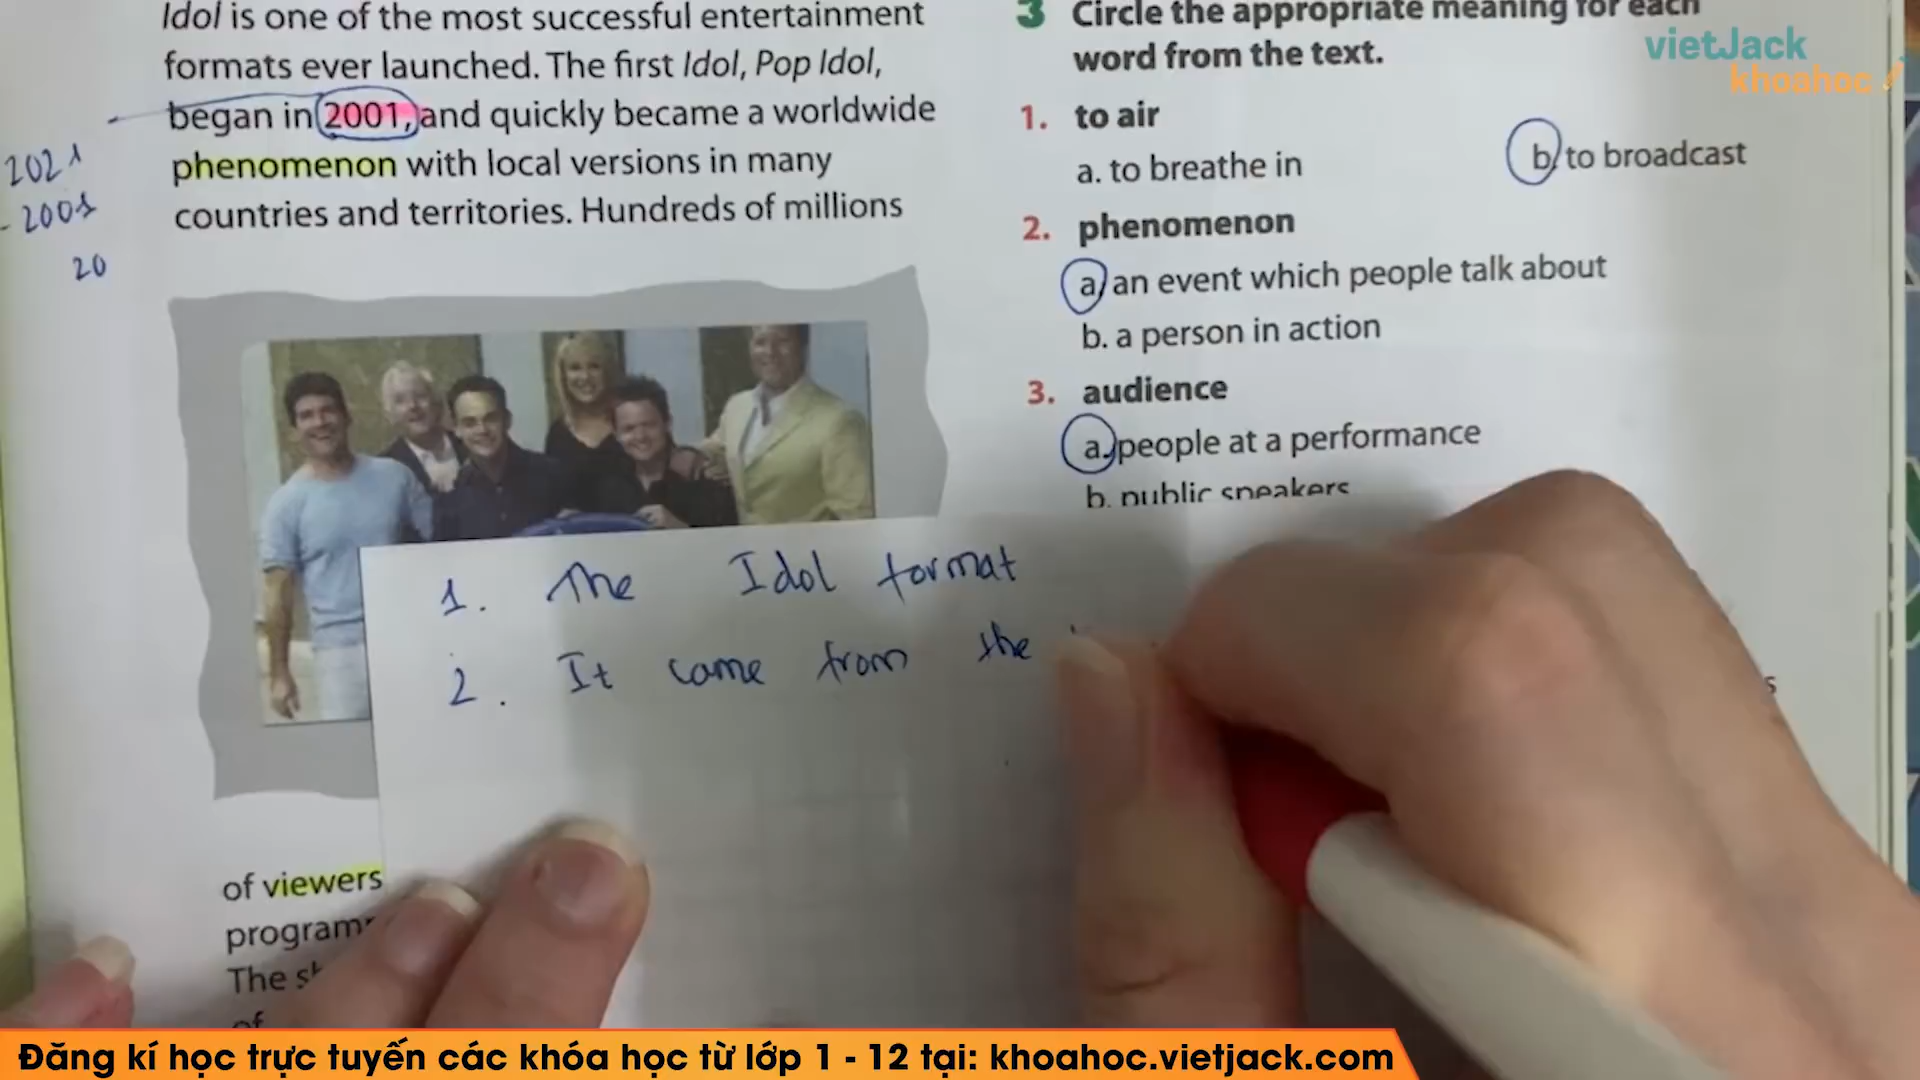 Idol is one of the most successful entertainment
formats ever launched. The first Idol, Pop Idol,
began in 2001, and quickly became a worldwide
phenomenon with local versions in many
countries and territories. Hundreds of millions
2021
- 2001
20
of viewers
The
of
3 Circle the appropriate meaning for each
word from the text.
1. to air
a. to breathe in
b. to broadcast
2. phenomenon
a. an event which people talk about
b. a person in action
3. audience
a. people at a performance
b. public speakers
1. The Idol format
2. It came from the
vietJack
khoahoc
Đăng kí học trực tuyến các khóa học từ lớp 1 - 12 tại: khoahoc.vietjack.com